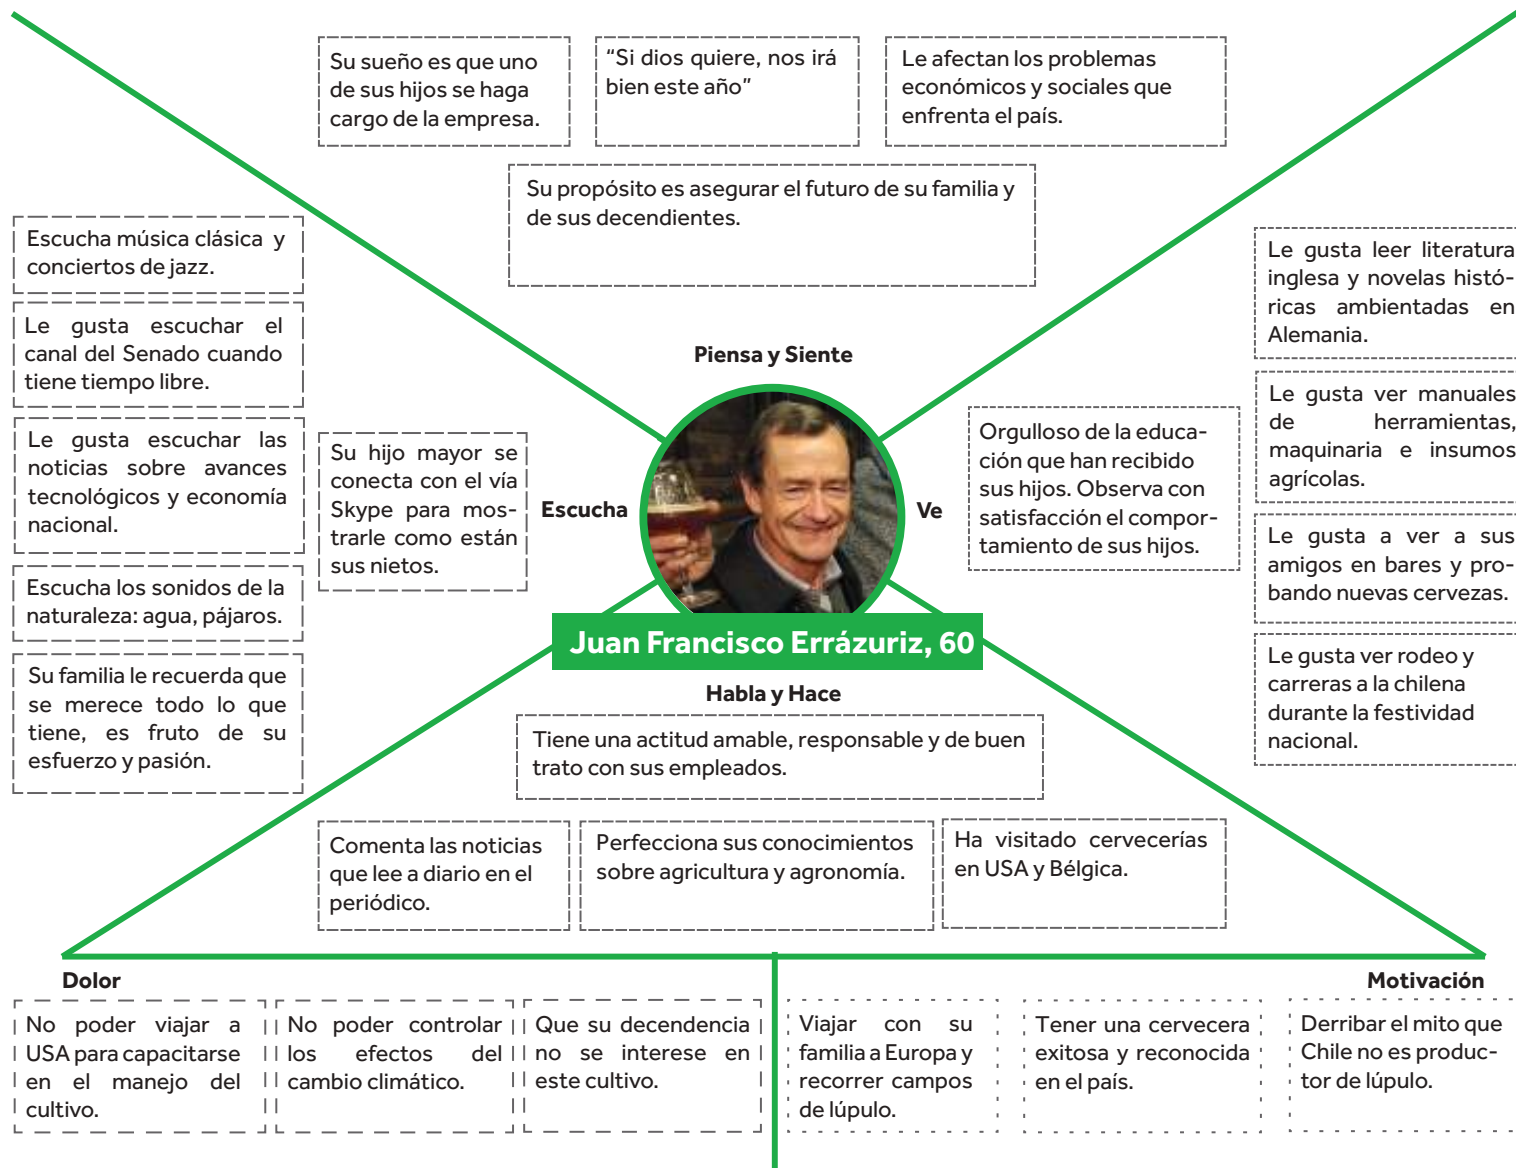 Su sueño es que uno
de sus hijos se haga
cargo de la empresa.
“Si dios quiere, nos irá
bien este año”
Le afectan los problemas
económicos y sociales que
enfrenta el país.
Su propósito es asegurar el futuro de su familia y
de sus decendientes.
Piensa y Siente
Escucha música clásica y
conciertos de jazz.
Le gusta escuchar el
canal del Senado cuando
tiene tiempo libre.
Le gusta escuchar las
noticias sobre avances
tecnológicos y economía
nacional.
Escucha los sonidos de la
naturaleza: agua, pájaros.
Su familia le recuerda que
se merece todo lo que
tiene, es fruto de su
esfuerzo y pasión.
Su hijo mayor se
conecta con el vía
Skype para mos-
trarle como están
sus nietos.
Escucha
Ve
Orgulloso de la educa-
ción que han recibido
sus hijos. Observa con
satisfacción el compor-
tamiento de sus hijos.
Le gusta leer literatura
inglesa y novelas histó-
ricas ambientadas en
Alemania.
Le gusta ver manuales
de herramientas,
maquinaria e insumos
agrícolas.
Le gusta a ver a sus
amigos en bares y pro-
bando nuevas cervezas.
Le gusta ver rodeo y
carreras a la chilena
durante la festividad
nacional.
Juan Francisco Errázuriz, 60
Habla y Hace
Tiene una actitud amable, responsable y de buen
trato con sus empleados.
Comenta las noticias
que lee a diario en el
periódico.
Perfecciona sus conocimientos
sobre agricultura y agronomía.
Ha visitado cervecerías
en USA y Bélgica.
Dolor
No poder viajar a
USA para capacitarse
en el manejo del
cultivo.
No poder controlar
los efectos del
cambio climático.
Que su decendencia
no se interese en
este cultivo.
Motivación
Viajar con su
familia a Europa y
recorrer campos
de lúpulo.
Tener una cervecera
exitosa y reconocida
en el país.
Derribar el mito que
Chile no es produc-
tor de lúpulo.